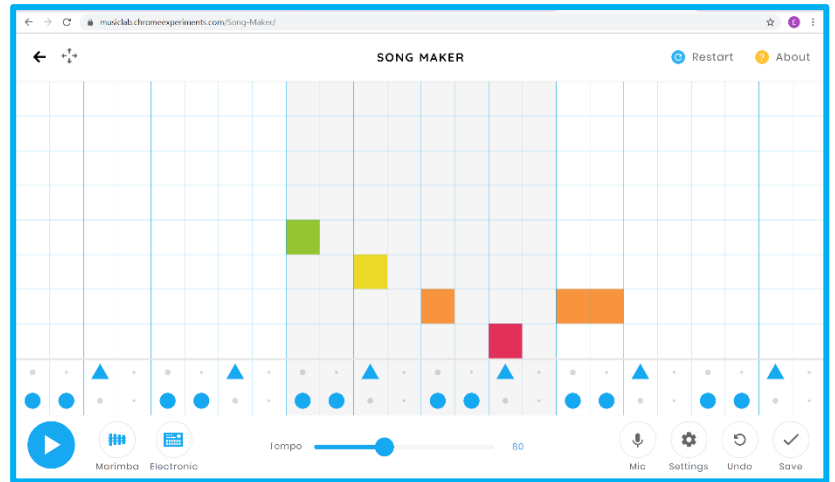 musiclab.chromeexperiments.com/Song-Maker/
E
SONG MAKER
Restart
? About
Tempo
80
Marimba
Electronic
Mic
Settings
Undo
Save